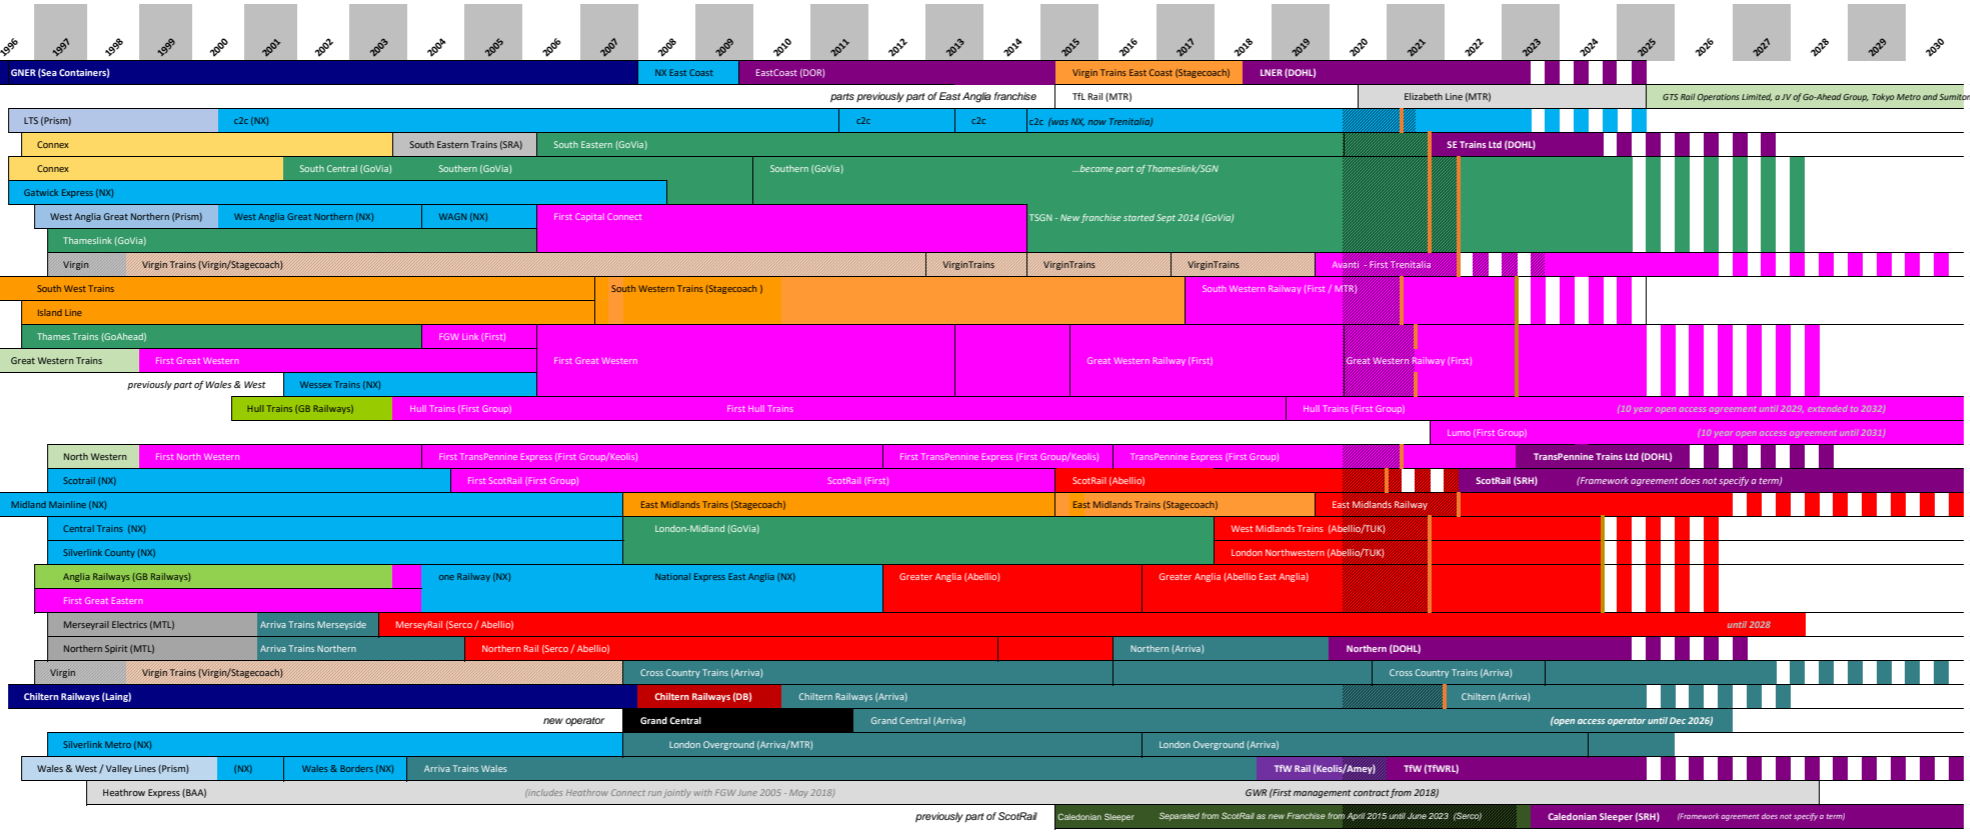 1996 1997 1998 1999 2000 2001 2002 2003 2004 2005 2006 2007 2008 2009 2010 2011 2012 2013 2014 2015 2016 2017 2018 2019 2020 2021 2022 2023 2024 2025 2026 2027 2028 2029 2030
GNER (Sea Containers) NX East Coast EastCoast (DOR) Virgin Trains East Coast (Stagecoach) LNER (DOHL)
parts previously part of East Anglia franchise TfL Rail (MTR) Elizabeth Line (MTR) GTS Rail Operations Limited, a JV of Go-Ahead Group, Tokyo Metro and Sumitor
LTS (Prism) c2c (NX) c2c c2c c2c (was NX, now Trenitalia)
Connex South Eastern Trains (SRA) South Eastern (GoVia) SE Trains Ltd (DOHL)
Connex South Central (GoVia) Southern (GoVia) Southern (GoVia) ...became part of Thameslink/SGN
Gatwick Express (NX)
West Anglia Great Northern (Prism) West Anglia Great Northern (NX) WAGN (NX) First Capital Connect TSGN - New franchise started Sept 2014 (GoVia)
Thameslink (GoVia)
Virgin Virgin Trains (Virgin/Stagecoach) VirginTrains VirginTrains VirginTrains Avanti - First Trenitalia
South West Trains South Western Trains (Stagecoach ) South Western Railway (First / MTR)
Island Line
Thames Trains (GoAhead) FGW Link (First)
Great Western Trains First Great Western First Great Western Great Western Railway (First) Great Western Railway (First)
previously part of Wales & West Wessex Trains (NX)
Hull Trains (GB Railways) Hull Trains (First Group) First Hull Trains Hull Trains (First Group) (10 year open access agreement until 2029, extended to 2032)
Lumo (First Group) (10 year open access agreement until 2031)
North Western First North Western First TransPennine Express (First Group/Keolis) First TransPennine Express (First Group/Keolis) TransPennine Express (First Group) TransPennine Trains Ltd (DOHL)
Scotrail (NX) First ScotRail (First Group) ScotRail (First) ScotRail (Abellio) ScotRail (SRH) (Framework agreement does not specify a term)
Midland Mainline (NX) East Midlands Trains (Stagecoach) East Midlands Trains (Stagecoach) East Midlands Railway
Central Trains (NX) London-Midland (GoVia) West Midlands Trains (Abellio/TUK)
Silverlink County (NX) London Northwestern (Abellio/TUK)
Anglia Railways (GB Railways) one Railway (NX) National Express East Anglia (NX) Greater Anglia (Abellio) Greater Anglia (Abellio East Anglia)
First Great Eastern
Merseyrail Electrics (MTL) Arriva Trains Merseyside MerseyRail (Serco / Abellio) until 2028
Northern Spirit (MTL) Arriva Trains Northern Northern Rail (Serco / Abellio) Northern (Arriva) Northern (DOHL)
Virgin Virgin Trains (Virgin/Stagecoach) Cross Country Trains (Arriva) Cross Country Trains (Arriva)
Chiltern Railways (Laing) Chiltern Railways (DB) Chiltern Railways (Arriva) Chiltern (Arriva)
new operator Grand Central Grand Central (Arriva) (open access operator until Dec 2026)
Silverlink Metro (NX) London Overground (Arriva/MTR) London Overground (Arriva)
Wales & West / Valley Lines (Prism) (NX) Wales & Borders (NX) Arriva Trains Wales TfW Rail (Keolis/Amey) TfW (TfWRL)
Heathrow Express (BAA) (includes Heathrow Connect run jointly with FGW June 2005 - May 2018) GWR (First management contract from 2018)
previously part of ScotRail Caledonian Sleeper Separated from ScotRail as new Franchise from April 2015 until June 2023 (Serco) Caledonian Sleeper (SRH) (Framework agreement does not specify a term)